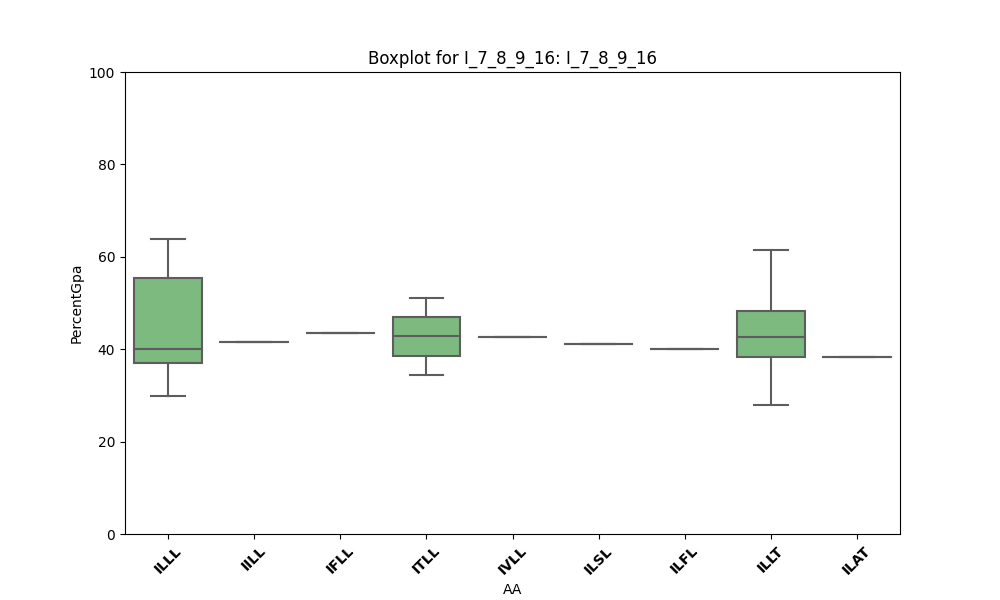 Boxplot for I_7_8_9_16: I_7_8_9_16
100
80
60
40
20
0
PercentGpa
ILLL
IILL
IFLL
ITLL
IVLL
ILSL
ILFL
ILLT
ILAT
AA